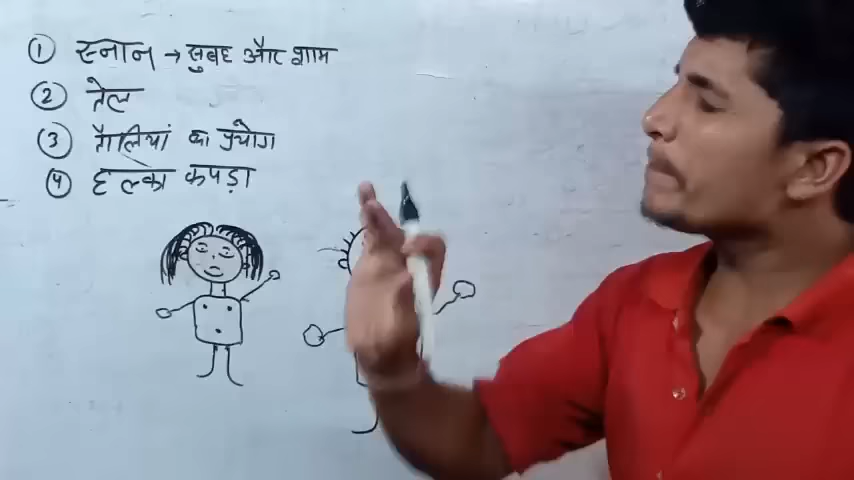 ① स्नान → सुबह और शाम
② तेल
③ तौलियां का प्रयोग
④ हल्का कपड़ा